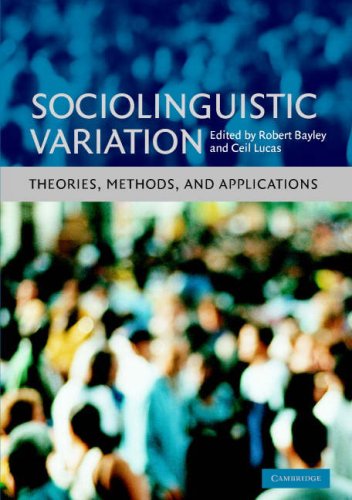 SOCIOLINGUISTIC
VARIATION
Edited by Robert Bayley
and Ceil Lucas
THEORIES, METHODS, AND APPLICATIONS
CAMBRIDGE